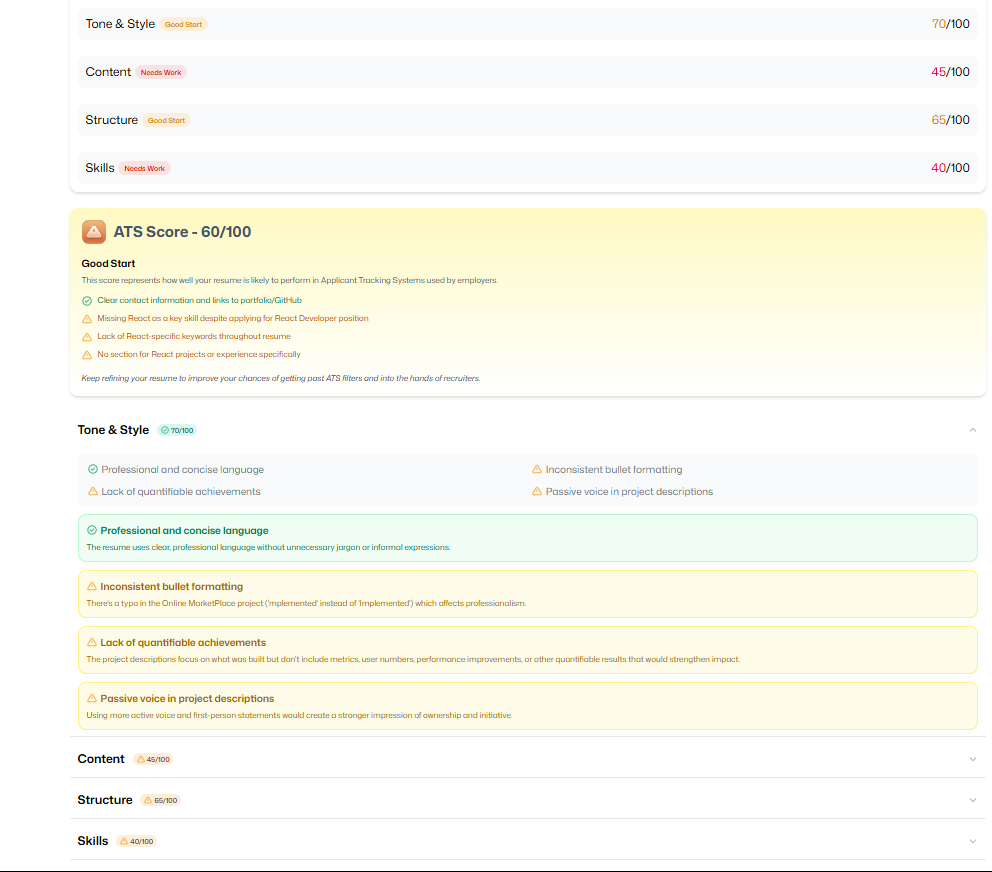 Tone & Style Good Start 70/100
Content Needs Work 45/100
Structure Good Start 65/100
Skills Needs Work 40/100
ATS Score - 60/100
Good Start
This score represents how well your resume is likely to perform in Applicant Tracking Systems used by employers.
Clear contact information and links to portfolio/GitHub
Missing React as a key skill despite applying for React Developer position
Lack of React-specific keywords throughout resume
No section for React projects or experience specifically
Keep refining your resume to improve your chances of getting past ATS filters and into the hands of recruiters.
Tone & Style 70/100
Professional and concise language Inconsistent bullet formatting
Lack of quantifiable achievements Passive voice in project descriptions
Professional and concise language
The resume uses clear, professional language without unnecessary jargon or informal expressions.
Inconsistent bullet formatting
There's a typo in the Online MarketPlace project ('mplemented' instead of 'Implemented') which affects professionalism.
Lack of quantifiable achievements
The project descriptions focus on what was built but don't include metrics, user numbers, performance improvements, or other quantifiable results that would strengthen impact.
Passive voice in project descriptions
Using more active voice and first-person statements would create a stronger impression of ownership and initiative.
Content 45/100
Structure 65/100
Skills 40/100